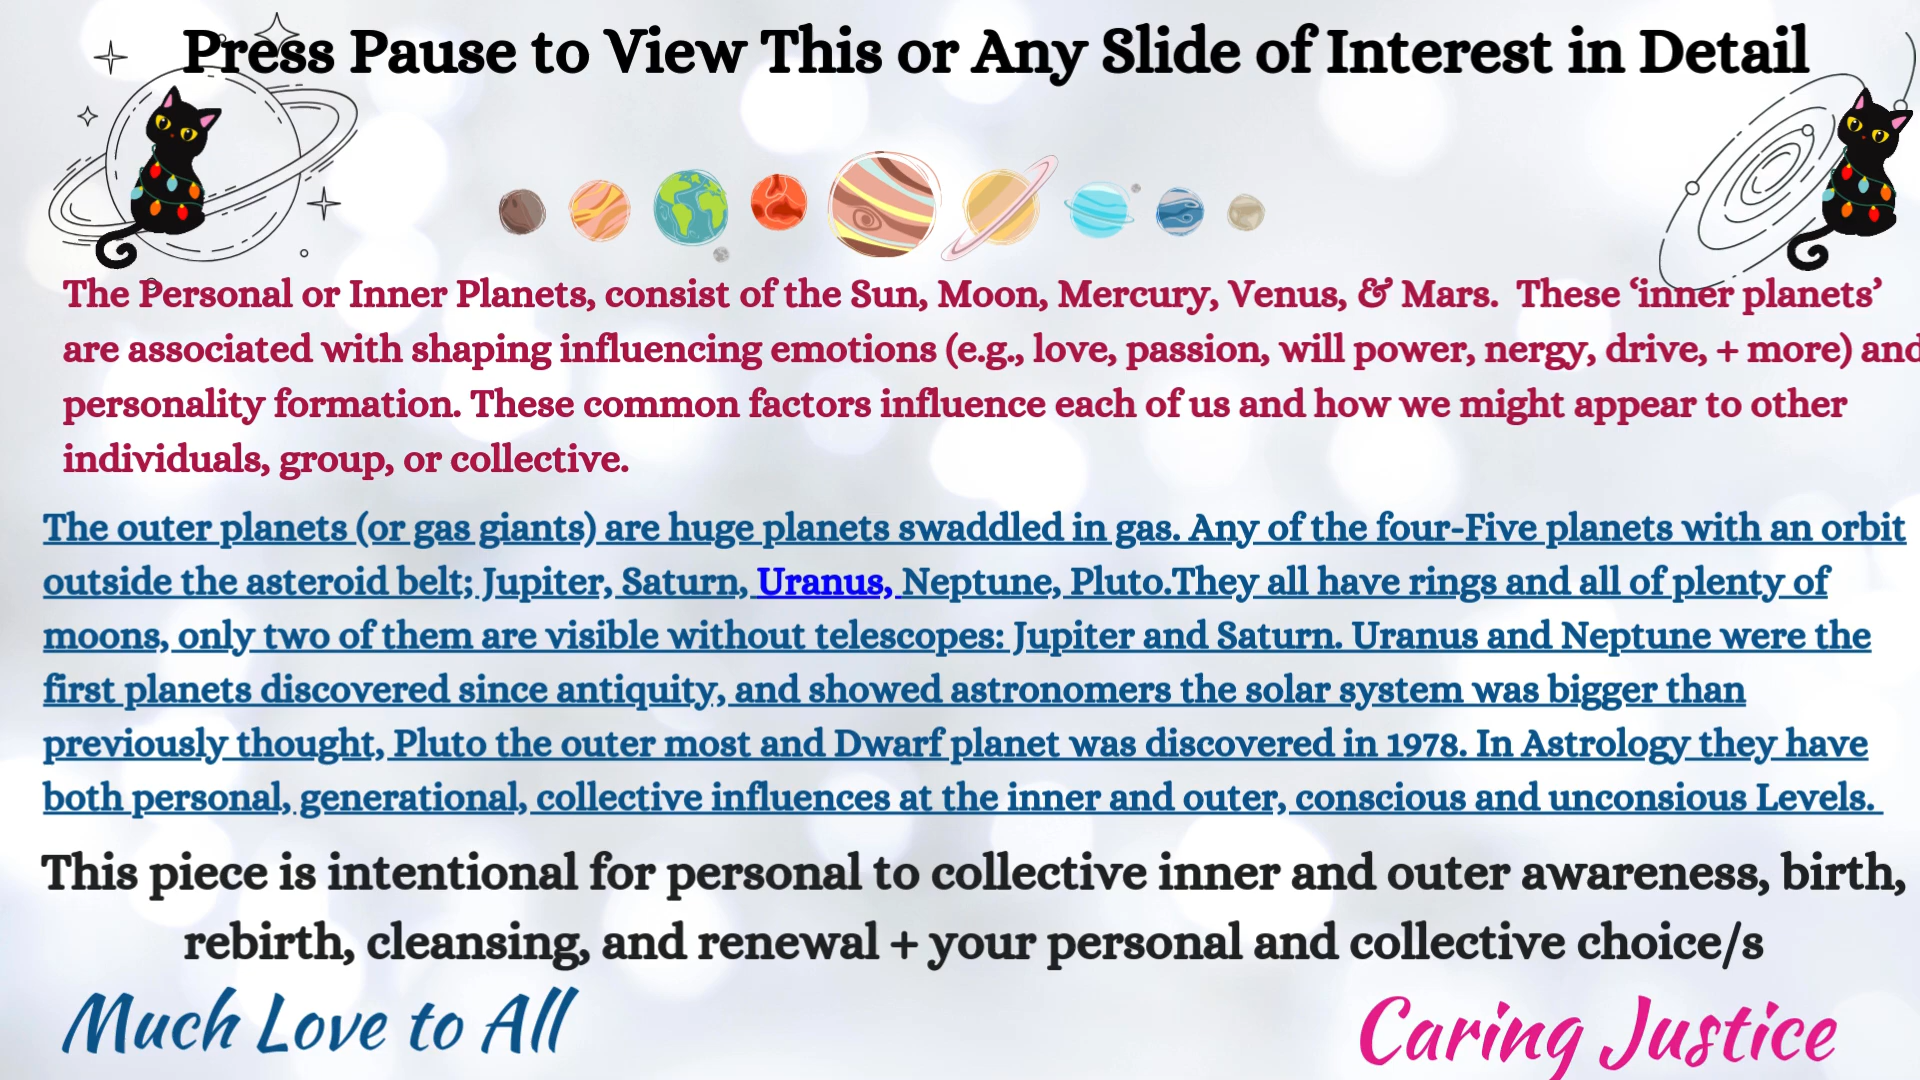 Press Pause to View This or Any Slide of Interest in Detail
The Personal or Inner Planets, consist of the Sun, Moon, Mercury, Venus, & Mars.  These ‘inner planets’
are associated with shaping influencing emotions (e.g., love, passion, will power, nergy, drive, + more) and
personality formation. These common factors influence each of us and how we might appear to other
individuals, group, or collective.
The outer planets (or gas giants) are huge planets swaddled in gas. Any of the four-Five planets with an orbit
outside the asteroid belt; Jupiter, Saturn, Uranus, Neptune, Pluto.They all have rings and all of plenty of
moons, only two of them are visible without telescopes: Jupiter and Saturn. Uranus and Neptune were the
first planets discovered since antiquity, and showed astronomers the solar system was bigger than
previously thought, Pluto the outer most and Dwarf planet was discovered in 1978. In Astrology they have
both personal, generational, collective influences at the inner and outer, conscious and unconsious Levels.
This piece is intentional for personal to collective inner and outer awareness, birth,
rebirth, cleansing, and renewal + your personal and collective choice/s
Much Love to All
Caring Justice